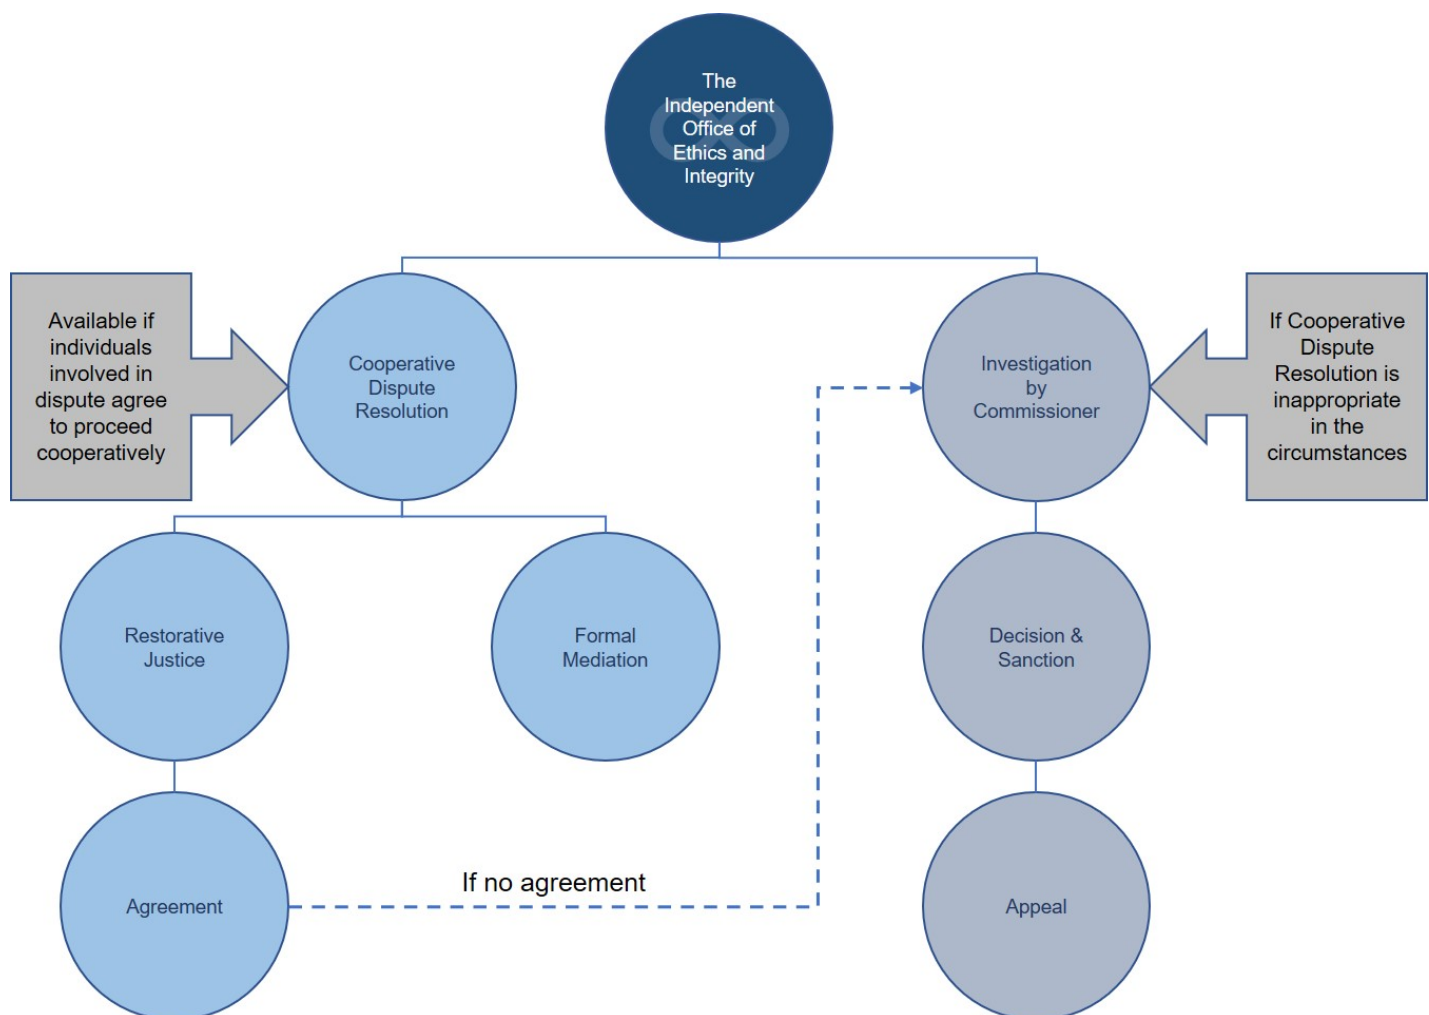 The
Independent
Office of
Ethics and
Integrity
Available if
individuals
involved in
dispute agree
to proceed
cooperatively
Cooperative
Dispute
Resolution
Investigation
by
Commissioner
If Cooperative
Dispute
Resolution is
inappropriate
in the
circumstances
Restorative
Justice
Formal
Mediation
Decision &
Sanction
Agreement
If no agreement
Appeal